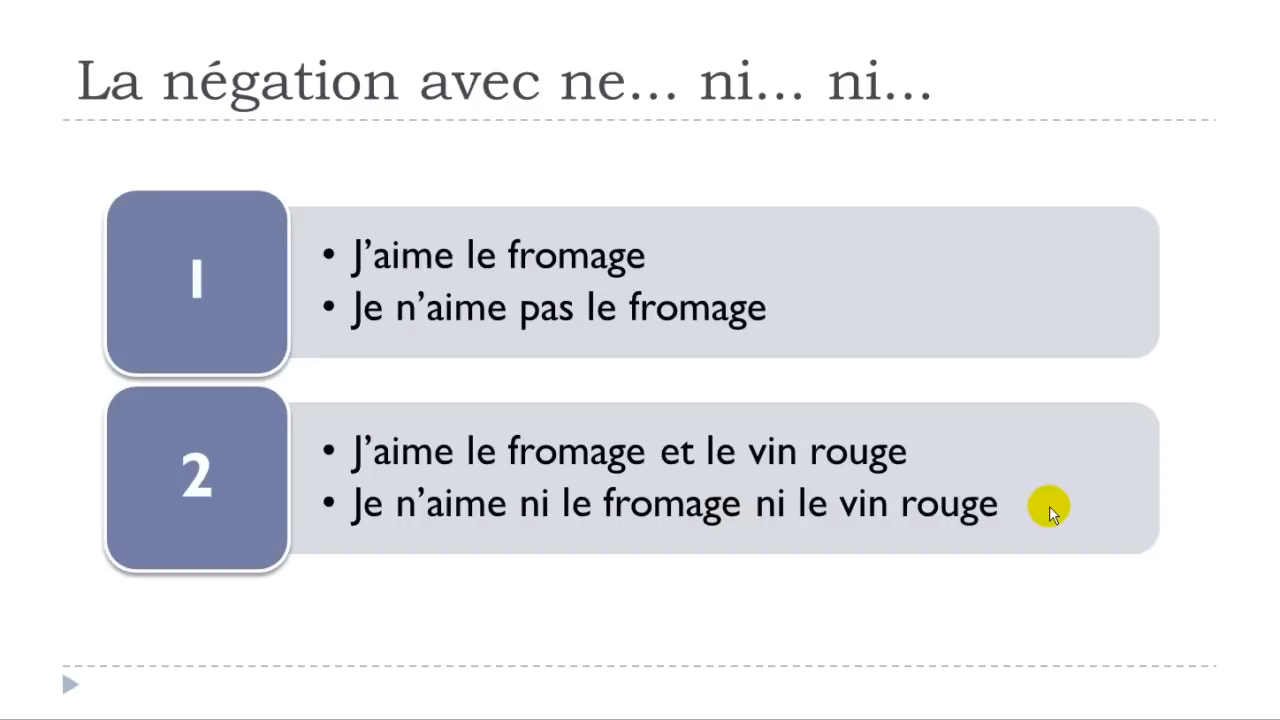 La négation avec ne... ni... ni...
1
• J'aime le fromage
• Je n'aime pas le fromage
2
• J'aime le fromage et le vin rouge
• Je n'aime ni le fromage ni le vin rouge